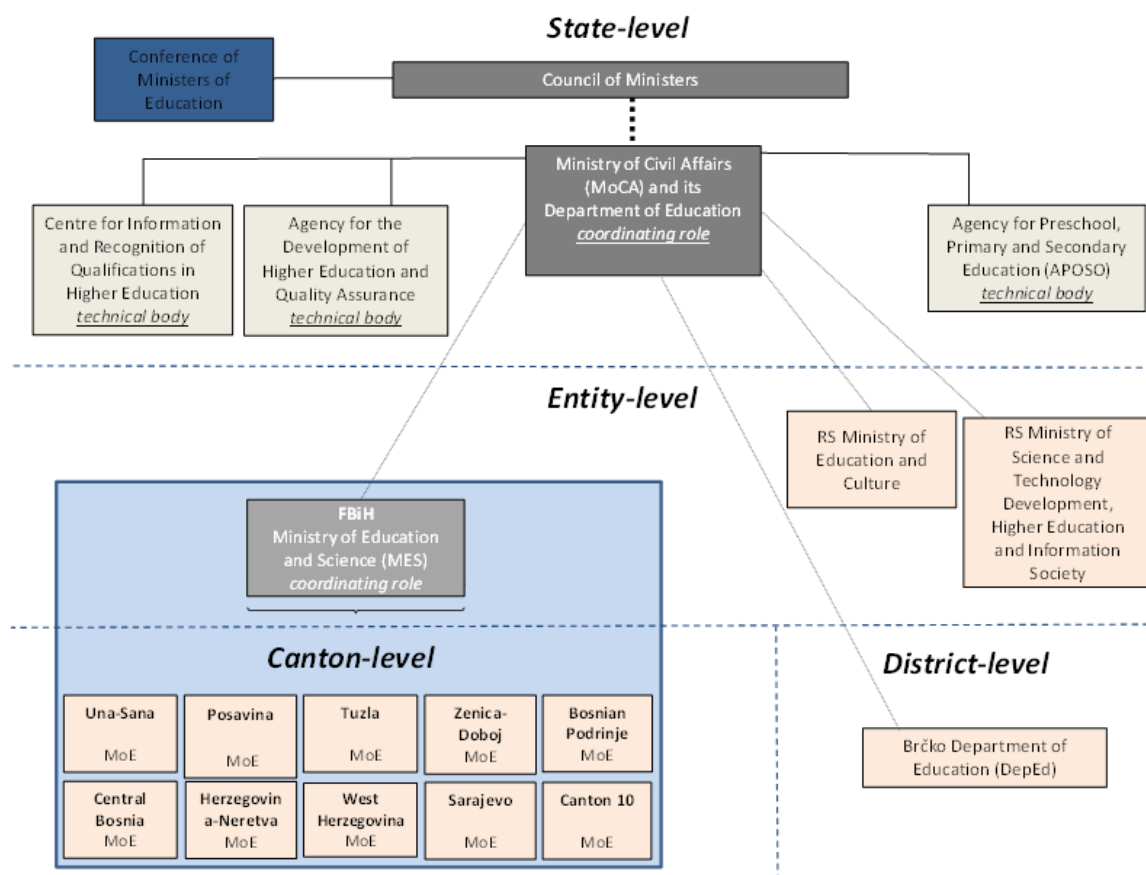 State-level
Conference of
Ministers of
Education
Council of Ministers
Ministry of Civil Affairs
(MoCA) and its
Department of Education
coordinating role
Centre for Information
and Recognition of
Qualifications in
Higher Education
technical body
Agency for the
Development of
Higher Education and
Quality Assurance
technical body
Agency for Preschool,
Primary and Secondary
Education (APOSO)
technical body
Entity-level
RS Ministry of
Education and
Culture
RS Ministry of
Science and
Technology
Development,
Higher Education
and Information
Society
FBiH
Ministry of Education
and Science (MES)
coordinating role
Canton-level
Una-Sana
MoE
Posavina
MoE
Tuzla
MoE
Zenica-
Doboj
MoE
Bosnian
Podrinje
MoE
Central
Bosnia
MoE
Herzegovin
a-Neretva
MoE
West
Herzegovina
MoE
Sarajevo
MoE
Canton 10
MoE
District-level
Brčko Department of
Education (DepEd)